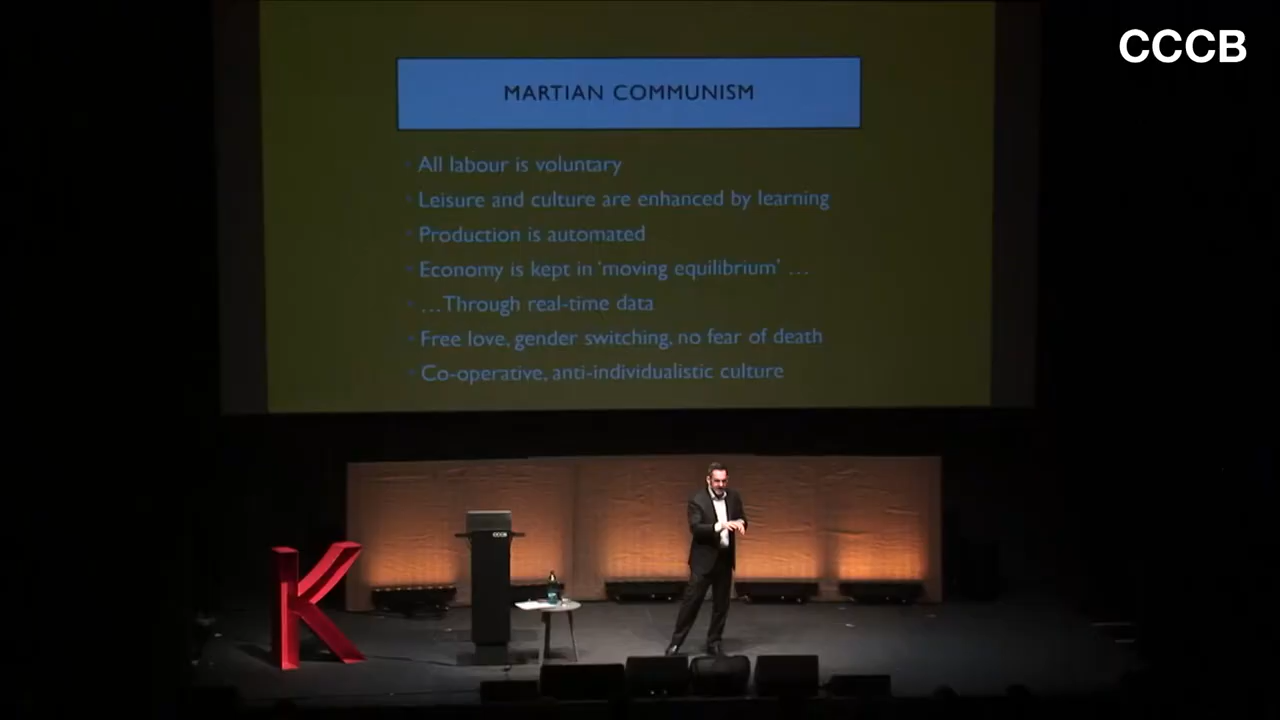 CCCB
MARTIAN COMMUNISM
All labour is voluntary
Leisure and culture are enhanced by learning
Production is automated
Economy is kept in ‘moving equilibrium’ …
…Through real-time data
Free love, gender switching, no fear of death
Co-operative, anti-individualistic culture
CCCB
K